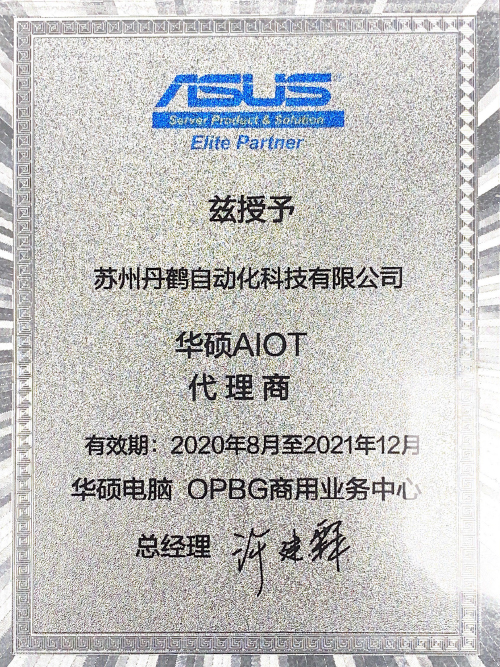 ASUS
Server Product & Solution
Elite Partner
兹授予
苏州丹鹤自动化科技有限公司
华硕AIOT
代理商
有效期：2020年8月至2021年12月
华硕电脑 OPBG商用业务中心
总经理